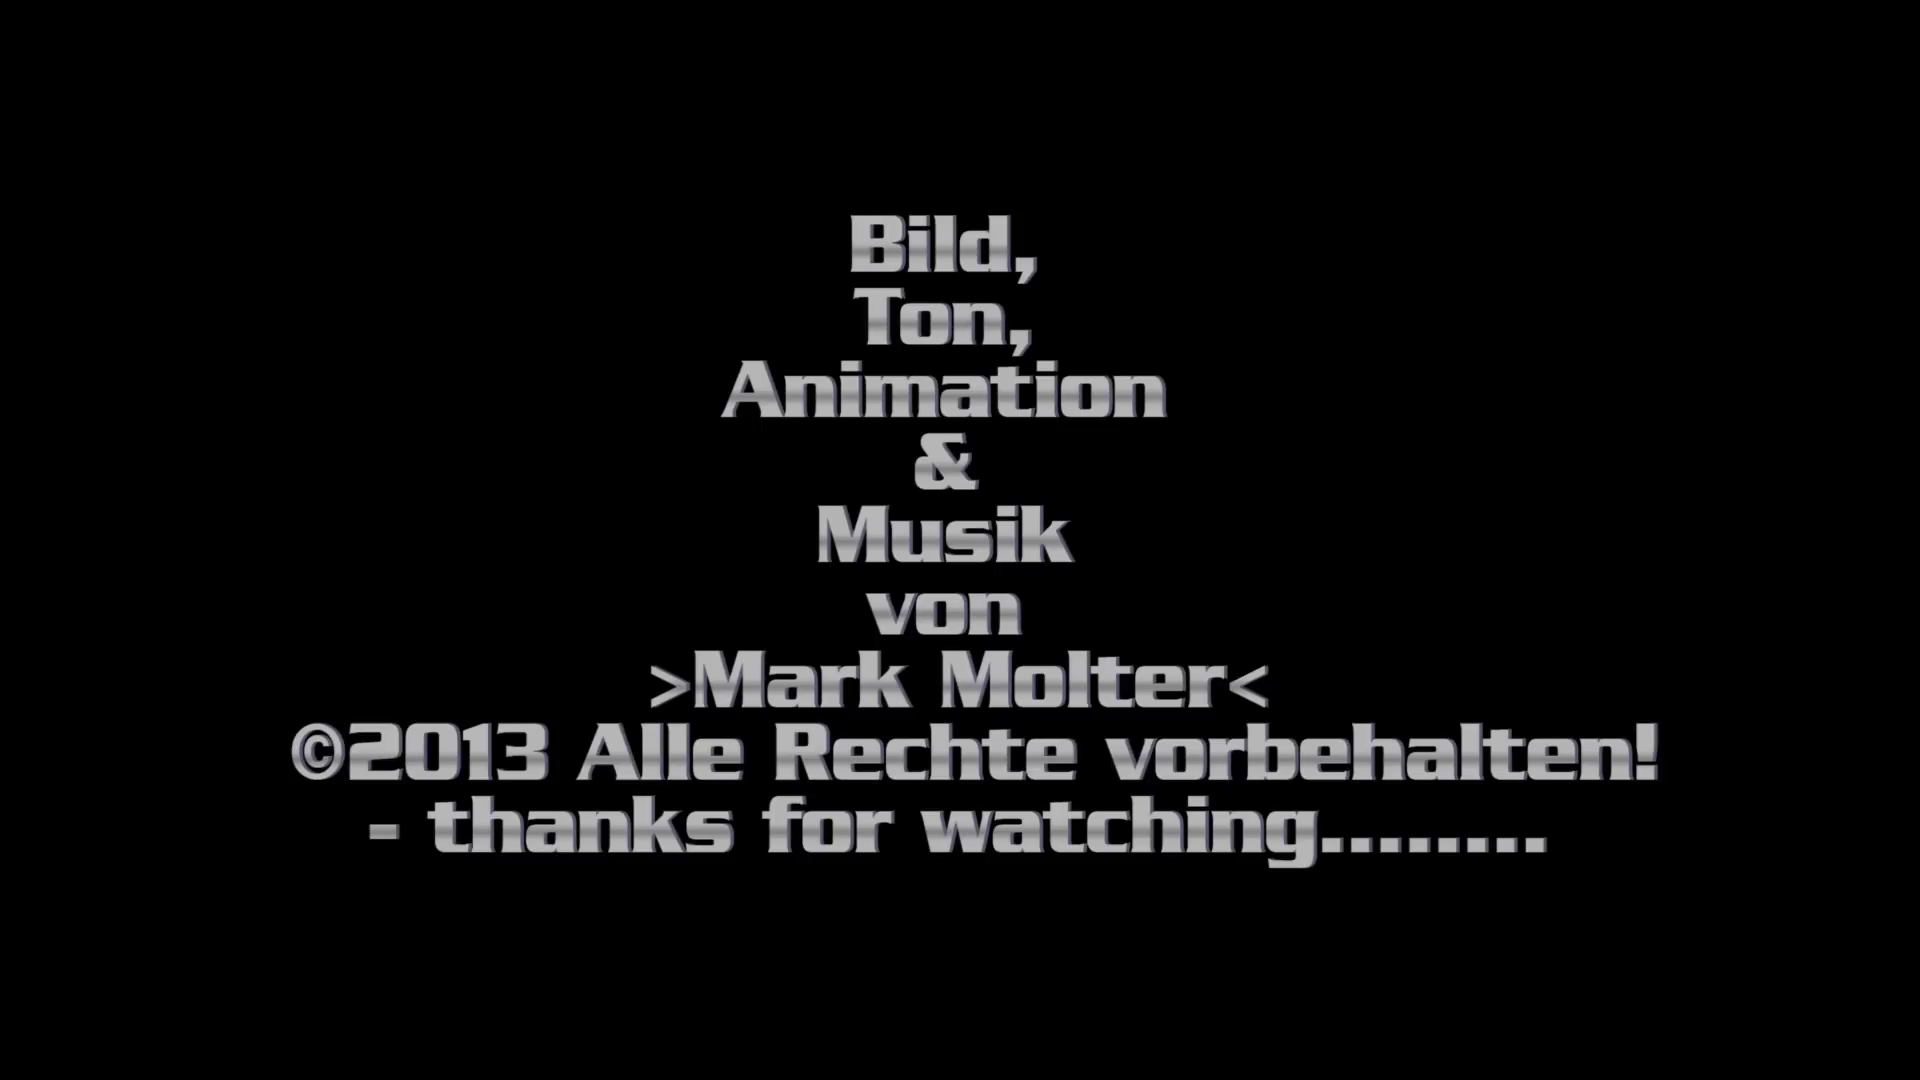 Bild,
Ton,
Animation
&
Musik
von
>Mark Molter<
©2013 Alle Rechte vorbehalten!
- thanks for watching........